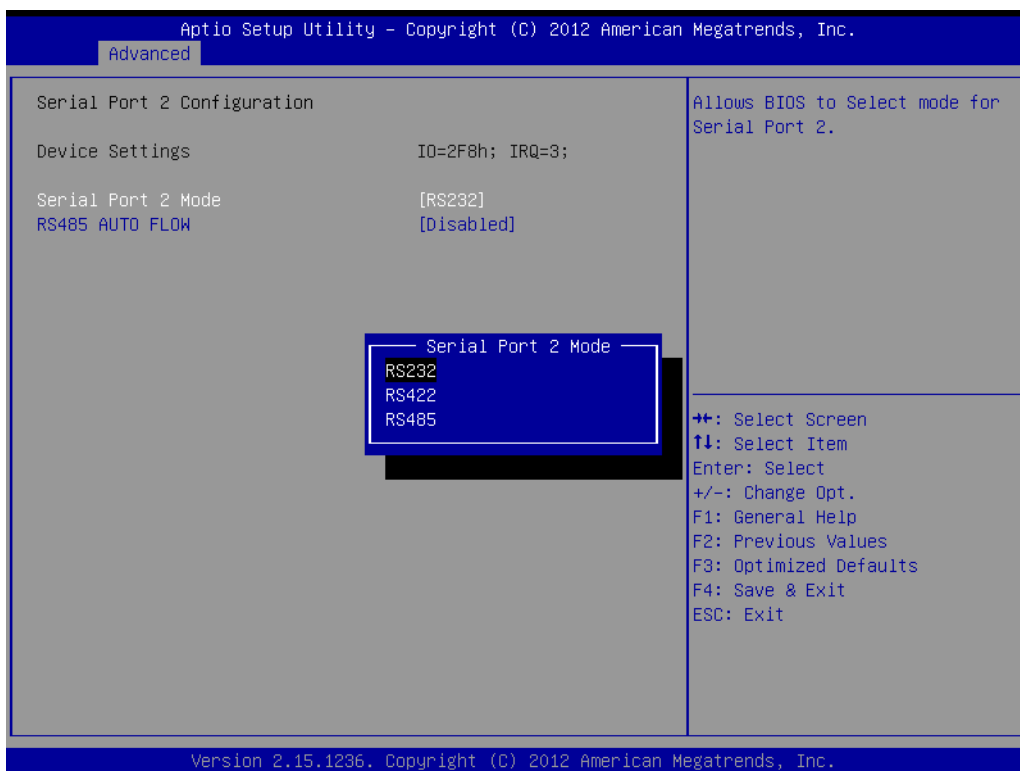 Aptio Setup Utility – Copyright (C) 2012 American Megatrends, Inc.
Advanced
Serial Port 2 Configuration
Device Settings IO=2F8h; IRQ=3;
Serial Port 2 Mode [RS232]
RS485 AUTO FLOW [Disabled]
Serial Port 2 Mode
RS232
RS422
RS485
Allows BIOS to Select mode for
Serial Port 2.
→←: Select Screen
↑↓: Select Item
Enter: Select
+/-: Change Opt.
F1: General Help
F2: Previous Values
F3: Optimized Defaults
F4: Save & Exit
ESC: Exit
Version 2.15.1236. Copyright (C) 2012 American Megatrends, Inc.